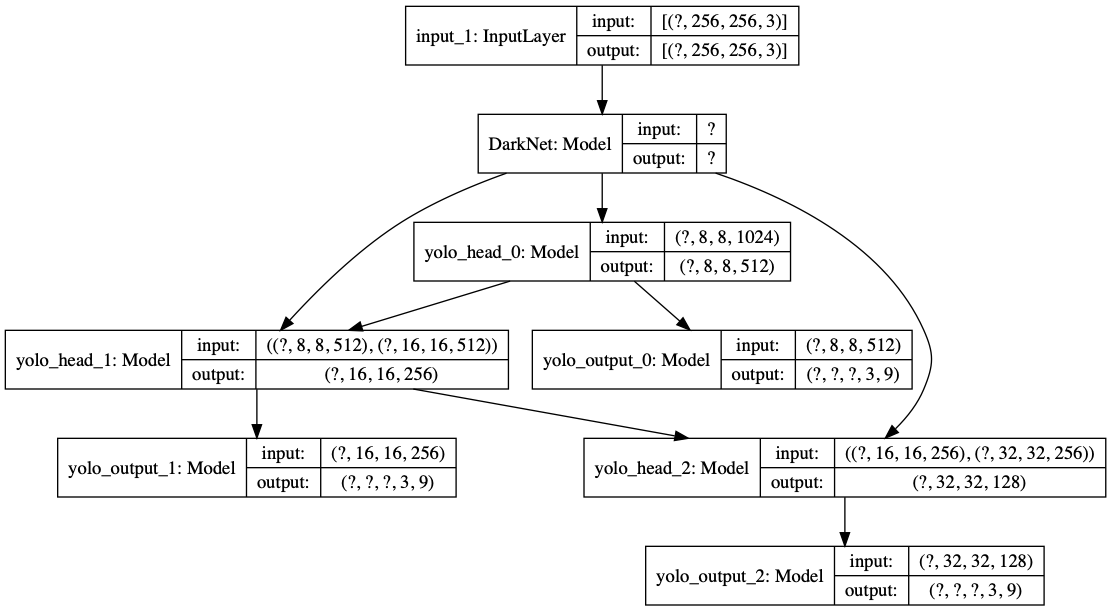 input_1: InputLayer
input:
[(?, 256, 256, 3)]
output:
[(?, 256, 256, 3)]
DarkNet: Model
input:
?
output:
?
yolo_head_0: Model
input:
(?, 8, 8, 1024)
output:
(?, 8, 8, 512)
yolo_head_1: Model
input:
((?, 8, 8, 512), (?, 16, 16, 512))
output:
(?, 16, 16, 256)
yolo_output_0: Model
input:
(?, 8, 8, 512)
output:
(?, ?, ?, 3, 9)
yolo_output_1: Model
input:
(?, 16, 16, 256)
output:
(?, ?, ?, 3, 9)
yolo_head_2: Model
input:
((?, 16, 16, 256), (?, 32, 32, 256))
output:
(?, 32, 32, 128)
yolo_output_2: Model
input:
(?, 32, 32, 128)
output:
(?, ?, ?, 3, 9)